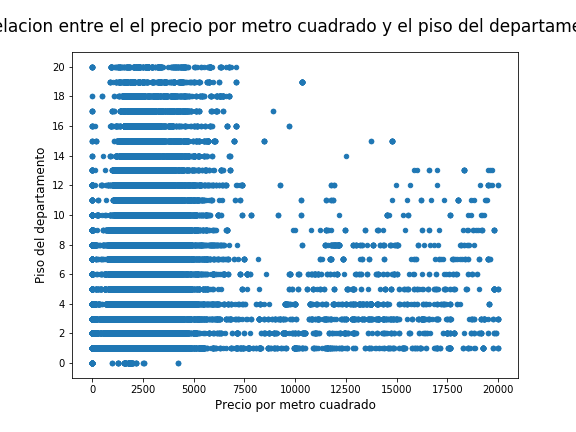 elacion entre el el precio por metro cuadrado y el piso del departame
20
18
16
14
12
10
8
6
4
2
0
Piso del departamento
0 2500 5000 7500 10000 12500 15000 17500 20000
Precio por metro cuadrado